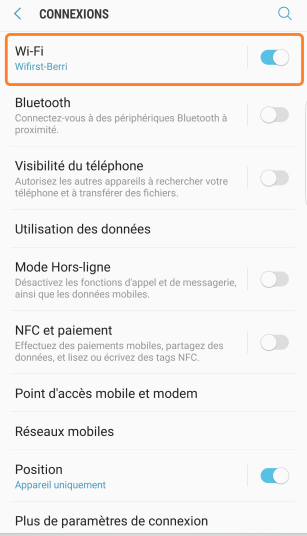 CONNEXIONS
Wi-Fi
Wifirst-Berri
Bluetooth
Connectez-vous à des périphériques Bluetooth à
proximité.
Visibilité du téléphone
Autorisez les autres appareils à rechercher votre
téléphone et à transférer des fichiers.
Utilisation des données
Mode Hors-ligne
Désactivez les fonctions d'appel et de messagerie,
ainsi que les données mobiles.
NFC et paiement
Effectuez des paiements mobiles, partagez des
données, et lisez ou écrivez des tags NFC.
Point d'accès mobile et modem
Réseaux mobiles
Position
Appareil uniquement
Plus de paramètres de connexion